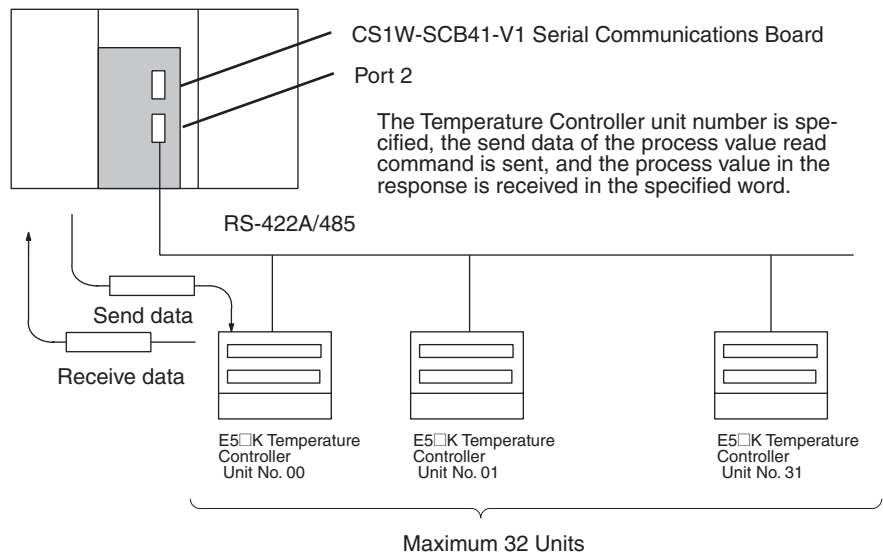 CS1W-SCB41-V1 Serial Communications Board
Port 2
The Temperature Controller unit number is spe-
cified, the send data of the process value read
command is sent, and the process value in the
response is received in the specified word.
RS-422A/485
Send data
Receive data
E5□K Temperature
Controller
Unit No. 00
E5□K Temperature
Controller
Unit No. 01
E5□K Temperature
Controller
Unit No. 31
Maximum 32 Units